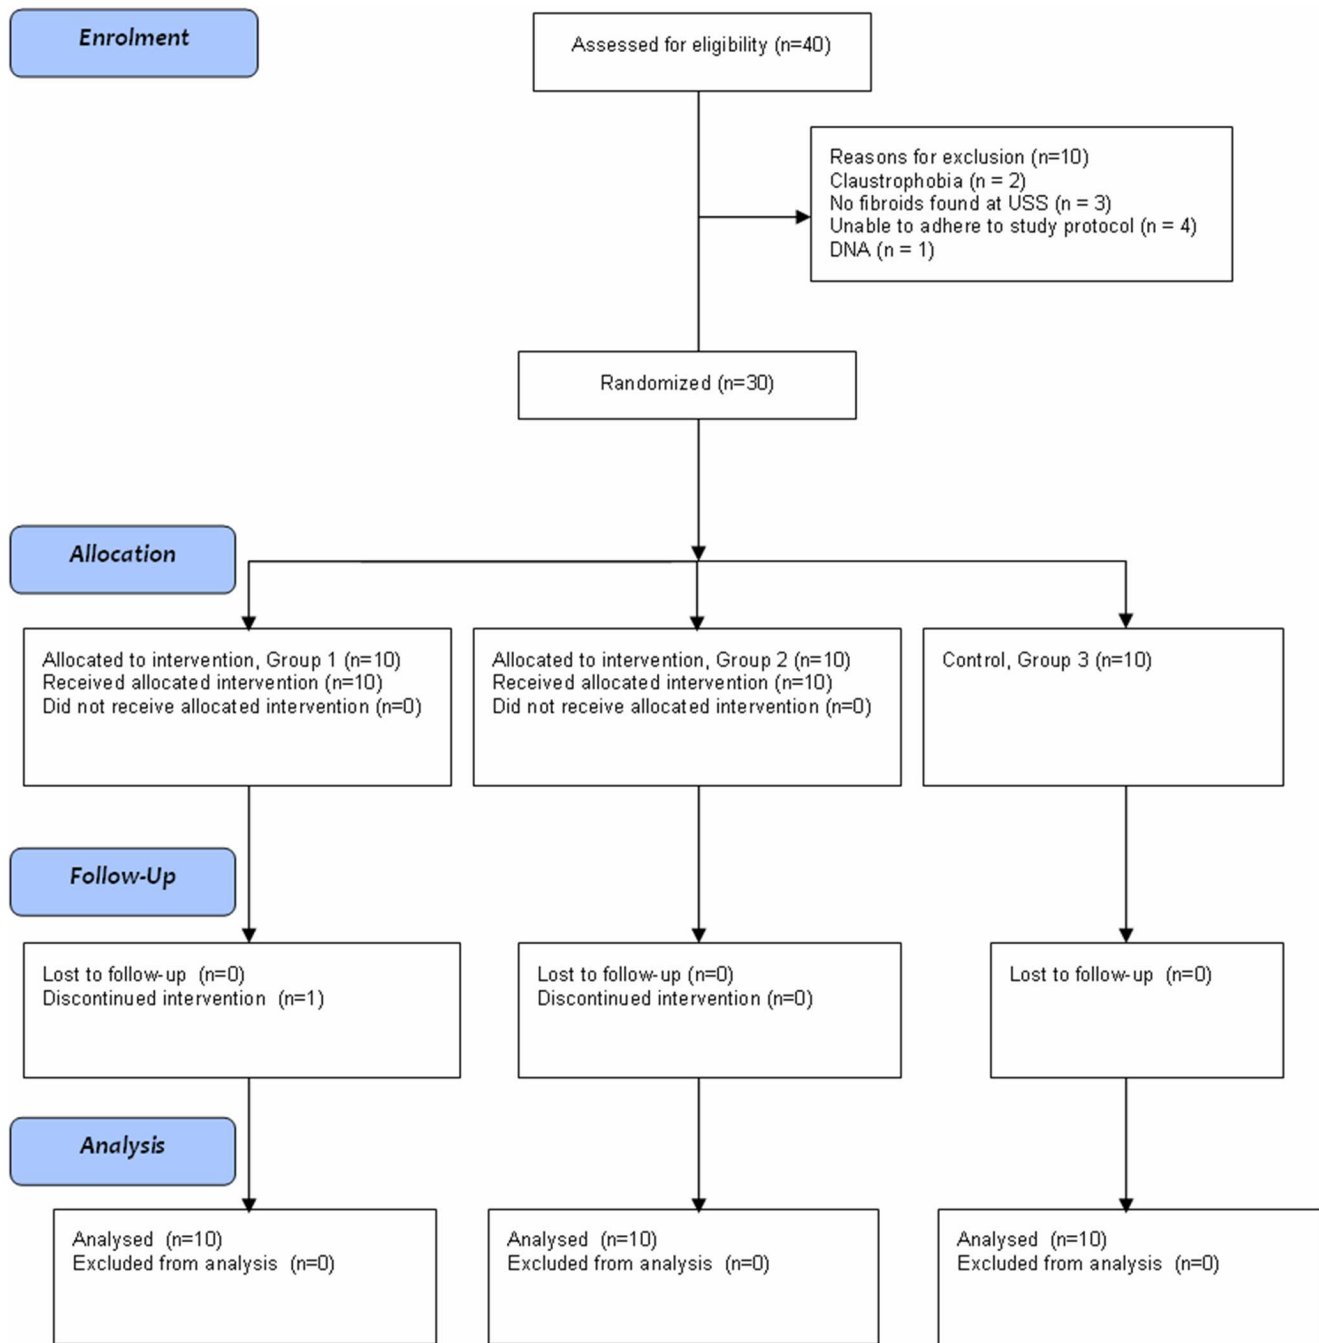 Enrolment
Assessed for eligibility (n=40)
Reasons for exclusion (n=10)
Claustrophobia (n = 2)
No fibroids found at USS (n = 3)
Unable to adhere to study protocol (n = 4)
DNA (n = 1)
Randomized (n=30)
Allocation
Allocated to intervention, Group 1 (n=10)
Received allocated intervention (n=10)
Did not receive allocated intervention (n=0)
Allocated to intervention, Group 2 (n=10)
Received allocated intervention (n=10)
Did not receive allocated intervention (n=0)
Control, Group 3 (n=10)
Follow-Up
Lost to follow-up (n=0)
Discontinued intervention (n=1)
Lost to follow-up (n=0)
Discontinued intervention (n=0)
Lost to follow-up (n=0)
Analysis
Analysed (n=10)
Excluded from analysis (n=0)
Analysed (n=10)
Excluded from analysis (n=0)
Analysed (n=10)
Excluded from analysis (n=0)